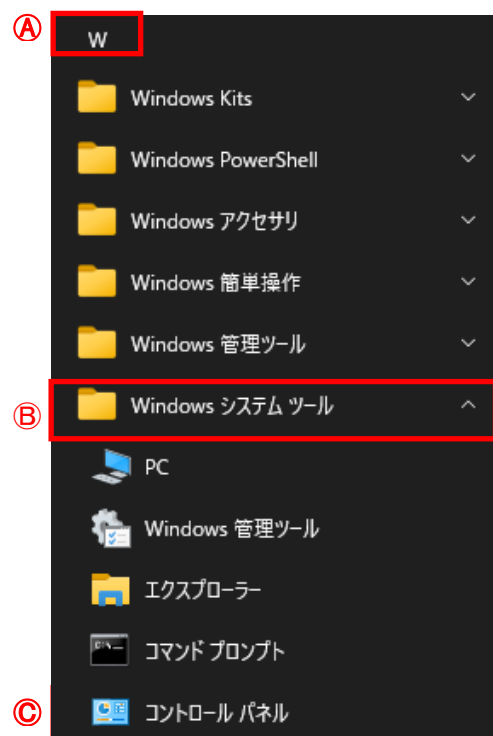 Ⓐ W
Windows Kits
Windows PowerShell
Windows アクセサリ
Windows 簡単操作
Windows 管理ツール
Ⓑ Windows システム ツール
PC
Windows 管理ツール
エクスプローラー
コマンド プロンプト
Ⓒ コントロール パネル